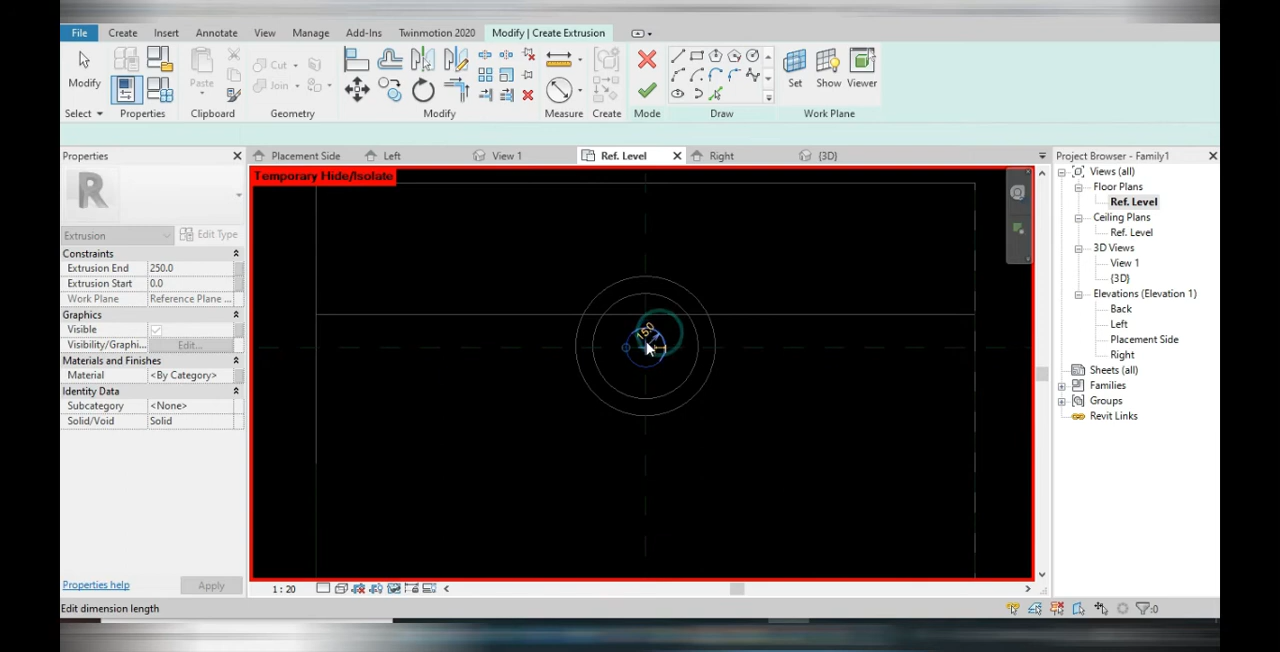 File Create Insert Annotate View Manage Add-Ins Twinmotion 2020 Modify | Create Extrusion
Modify
Paste
Cut
Join
Set Show Viewer
Select Properties Clipboard Geometry Modify Measure Create Mode Draw Work Plane
Properties
Placement Side Left View 1 Ref. Level Right {3D}
Project Browser - Family1
Temporary Hide/Isolate
Extrusion
Edit Type
Constraints
Extrusion End 250.0
Extrusion Start 0.0
Work Plane Reference Plane ...
Graphics
Visible
Visibility/Graphi... Edit...
Materials and Finishes
Material <By Category>
Identity Data
Subcategory <None>
Solid/Void Solid
Properties help
Apply
150
Views (all)
Floor Plans
Ref. Level
Ceiling Plans
Ref. Level
3D Views
View 1
{3D}
Elevations (Elevation 1)
Back
Left
Placement Side
Right
Sheets (all)
Families
Groups
Revit Links
1 : 20
Edit dimension length
:0